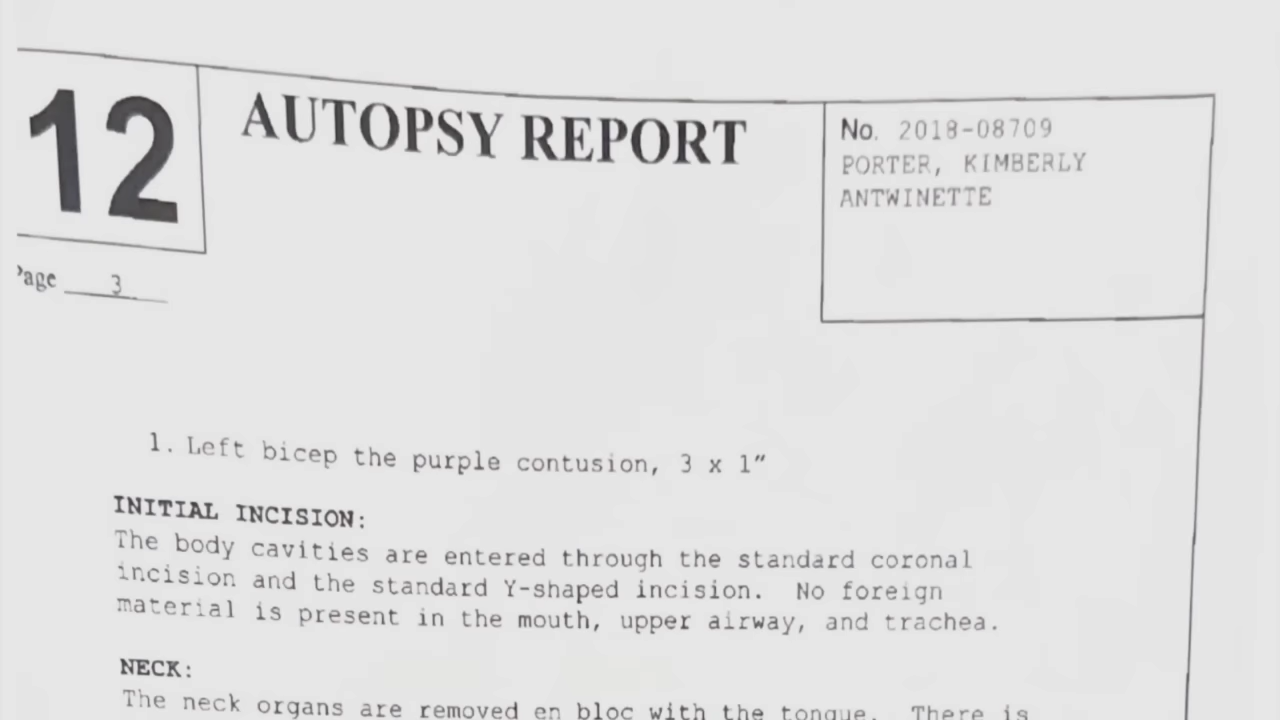 12
AUTOPSY REPORT
No. 2018-08709
PORTER, KIMBERLY
ANTWINETTE
Page 3
1. Left bicep the purple contusion, 3 x 1”
INITIAL INCISION:
The body cavities are entered through the standard coronal
incision and the standard Y-shaped incision. No foreign
material is present in the mouth, upper airway, and trachea.
NECK:
The neck organs are removed en bloc with the tongue. There is